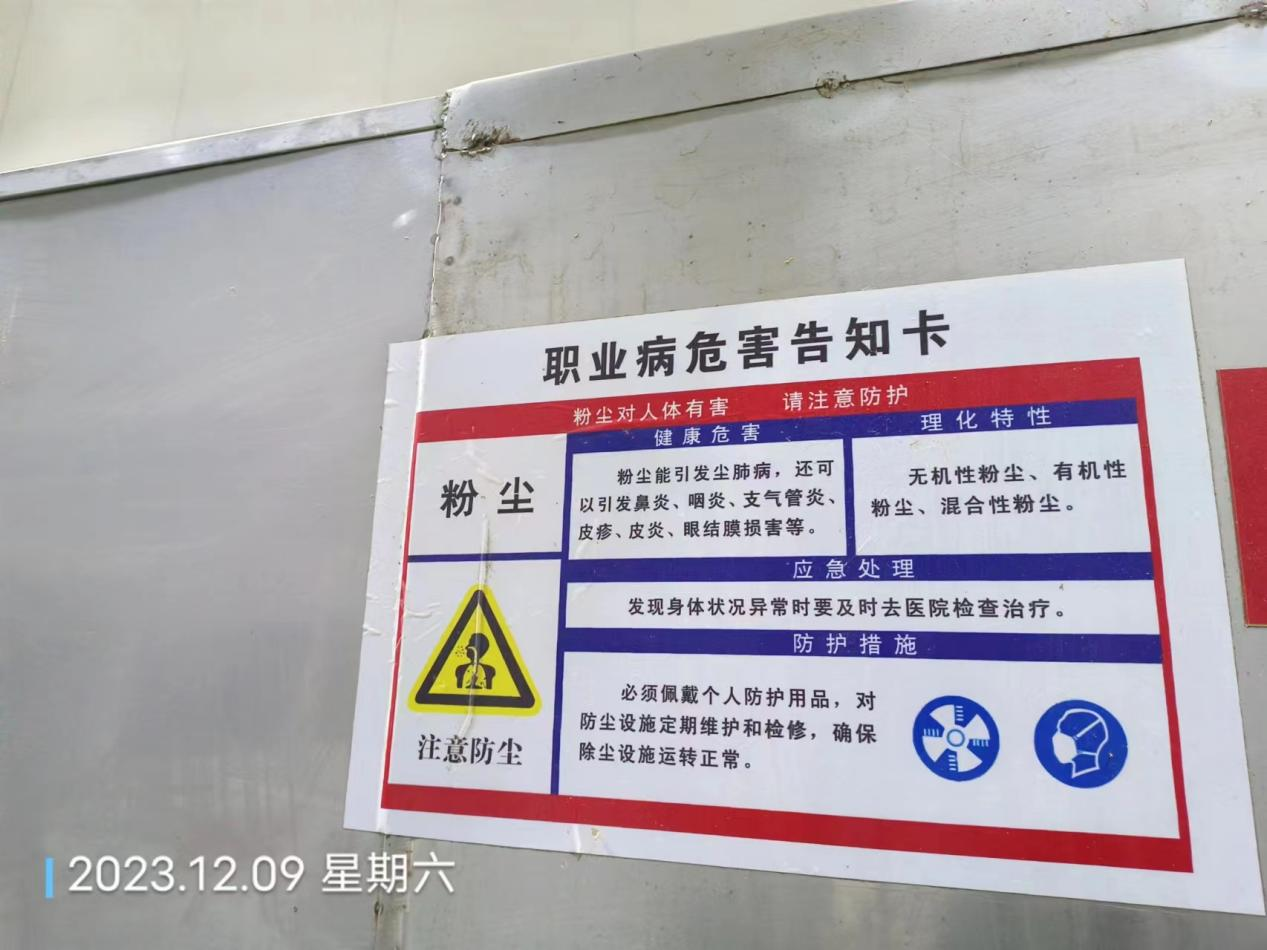 职业病危害告知卡
粉尘对人体有害 请注意防护
粉尘
健康危害
粉尘能引发尘肺病，还可
以引发鼻炎、咽炎、支气管炎、
皮疹、皮炎、眼结膜损害等。
理化特性
无机性粉尘、有机性
粉尘、混合性粉尘。
应急处理
发现身体状况异常时要及时去医院检查治疗。
注意防尘
防护措施
必须佩戴个人防护用品，对
防尘设施定期维护和检修，确保
除尘设施运转正常。
2023.12.09 星期六